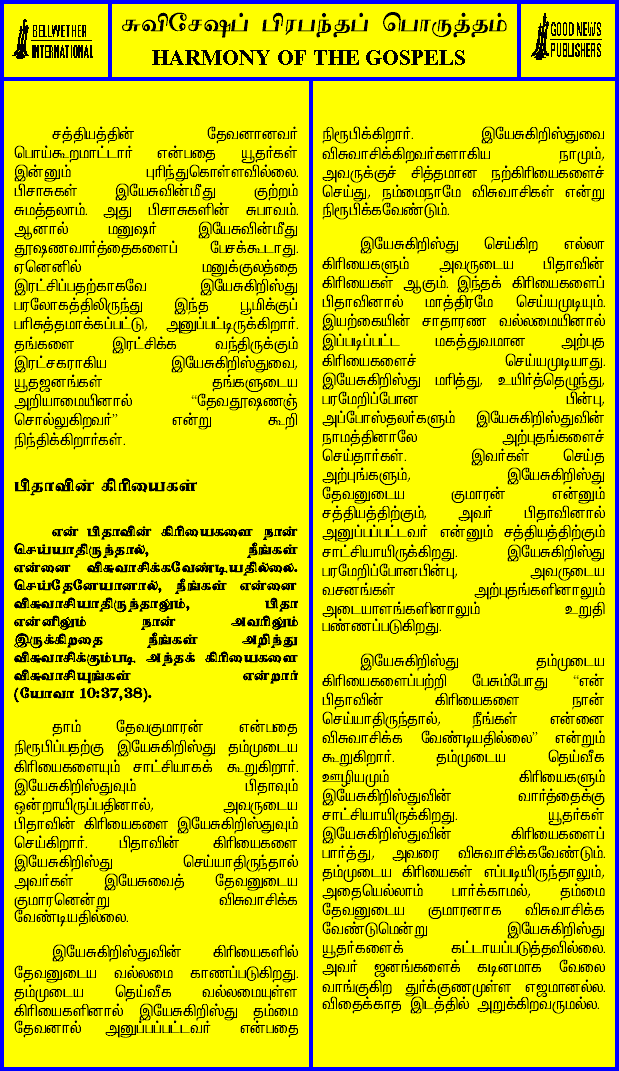 BELLWETHER
INTERNATIONAL
சுவிசேஷப் பிரபந்தப் பொருத்தம்
HARMONY OF THE GOSPELS
GOOD NEWS
PUBLISHERS
சத்தியத்தின் தேவனானவர்
பொய்கூறமாட்டார் என்பதை யூதர்கள்
இன்னும் புரிந்துகொள்ளவில்லை.
பிசாசுகள் இயேசுவின்மீது குற்றம்
சுமத்தலாம். அது பிசாசுகளின் சுபாவம்.
ஆனால் மனுஷர் இயேசுவின்மீது
தூஷணவார்த்தைகளைப் பேசக்கூடாது.
ஏனெனில் மனுக்குலத்தை
இரட்சிப்பதற்காகவே இயேசுகிறிஸ்து
பரலோகத்திலிருந்து இந்த பூமிக்குப்
பரிசுத்தமாக்கப்பட்டு, அனுப்பட்டிருக்கிறார்.
தங்களை இரட்சிக்க வந்திருக்கும்
இரட்சகராகிய இயேசுகிறிஸ்துவை,
யூதஜனங்கள் தங்களுடைய
அறியாமையினால் “தேவதூஷணஞ்
சொல்லுகிறவர்” என்று கூறி
நிந்திக்கிறார்கள்.
பிதாவின் கிரியைகள்
என் பிதாவின் கிரியைகளை நான்
செய்யாதிருந்தால், நீங்கள்
என்னை விசுவாசிக்கவேண்டியதில்லை.
செய்தேனேயானால், நீங்கள் என்னை
விசுவாசியாதிருந்தாலும், பிதா
என்னிலும் நான் அவரிலும்
இருக்கிறதை நீங்கள் அறிந்து
விசுவாசிக்கும்படி அந்தக் கிரியைகளை
விசுவாசியுங்கள் என்றார்
(யோவா 10:37,38).
தாம் தேவகுமாரன் என்பதை
நிரூபிப்பதற்கு இயேசுகிறிஸ்து தம்முடைய
கிரியைகளையும் சாட்சியாகக் கூறுகிறார்.
இயேசுகிறிஸ்துவும் பிதாவும்
ஒன்றாயிருப்பதினால், அவருடைய
பிதாவின் கிரியைகளை இயேசுகிறிஸ்துவும்
செய்கிறார். பிதாவின் கிரியைகளை
இயேசுகிறிஸ்து செய்யாதிருந்தால்
அவர்கள் இயேசுவைத் தேவனுடைய
குமாரனென்று விசுவாசிக்க
வேண்டியதில்லை.
இயேசுகிறிஸ்துவின் கிரியைகளில்
தேவனுடைய வல்லமை காணப்படுகிறது.
தம்முடைய தெய்வீக வல்லமையுள்ள
கிரியைகளினால் இயேசுகிறிஸ்து தம்மை
தேவனால் அனுப்பப்பட்டவர் என்பதை
நிரூபிக்கிறார். இயேசுகிறிஸ்துவை
விசுவாசிக்கிறவர்களாகிய நாமும்,
அவருக்குச் சித்தமான நற்கிரியைகளைச்
செய்து, நம்மைநாமே விசுவாசிகள் என்று
நிரூபிக்கவேண்டும்.
இயேசுகிறிஸ்து செய்கிற எல்லா
கிரியைகளும் அவருடைய பிதாவின்
கிரியைகள் ஆகும். இந்தக் கிரியைகளைப்
பிதாவினால் மாத்திரமே செய்யமுடியும்.
இயற்கையின் சாதாரண வல்லமையினால்
இப்படிப்பட்ட மகத்துவமான அற்புத
கிரியைகளைச் செய்யமுடியாது.
இயேசுகிறிஸ்து மரித்து, உயிர்த்தெழுந்து,
பரமேறிப்போன பின்பு,
அப்போஸ்தலர்களும் இயேசுகிறிஸ்துவின்
நாமத்தினாலே அற்புதங்களைச்
செய்தார்கள். இவர்கள் செய்த
அற்புங்களும், இயேசுகிறிஸ்து
தேவனுடைய குமாரன் என்னும்
சத்தியத்திற்கும், அவர் பிதாவினால்
அனுப்பப்பட்டவர் என்னும் சத்தியத்திற்கும்
சாட்சியாயிருக்கிறது. இயேசுகிறிஸ்து
பரமேறிப்போனபின்பு, அவருடைய
வசனங்கள் அற்புதங்களினாலும்
அடையாளங்களினாலும் உறுதி
பண்ணப்படுகிறது.
இயேசுகிறிஸ்து தம்முடைய
கிரியைகளைப்பற்றி பேசும்போது “என்
பிதாவின் கிரியைகளை நான்
செய்யாதிருந்தால், நீங்கள் என்னை
விசுவாசிக்க வேண்டியதில்லை” என்றும்
கூறுகிறார். தம்முடைய தெய்வீக
ஊழியமும் கிரியைகளும்
இயேசுகிறிஸ்துவின் வார்த்தைக்கு
சாட்சியாயிருக்கிறது. யூதர்கள்
இயேசுகிறிஸ்துவின் கிரியைகளைப்
பார்த்து, அவரை விசுவாசிக்கவேண்டும்.
தம்முடைய கிரியைகள் எப்படியிருந்தாலும்,
அதையெல்லாம் பார்க்காமல், தம்மை
தேவனுடைய குமாரனாக விசுவாசிக்க
வேண்டுமென்று இயேசுகிறிஸ்து
யூதர்களைக் கட்டாயப்படுத்தவில்லை.
அவர் ஜனங்களைக் கடினமாக வேலை
வாங்குகிற துர்க்குணமுள்ள எஜமானல்ல.
விதைக்காத இடத்தில் அறுக்கிறவருமல்ல.